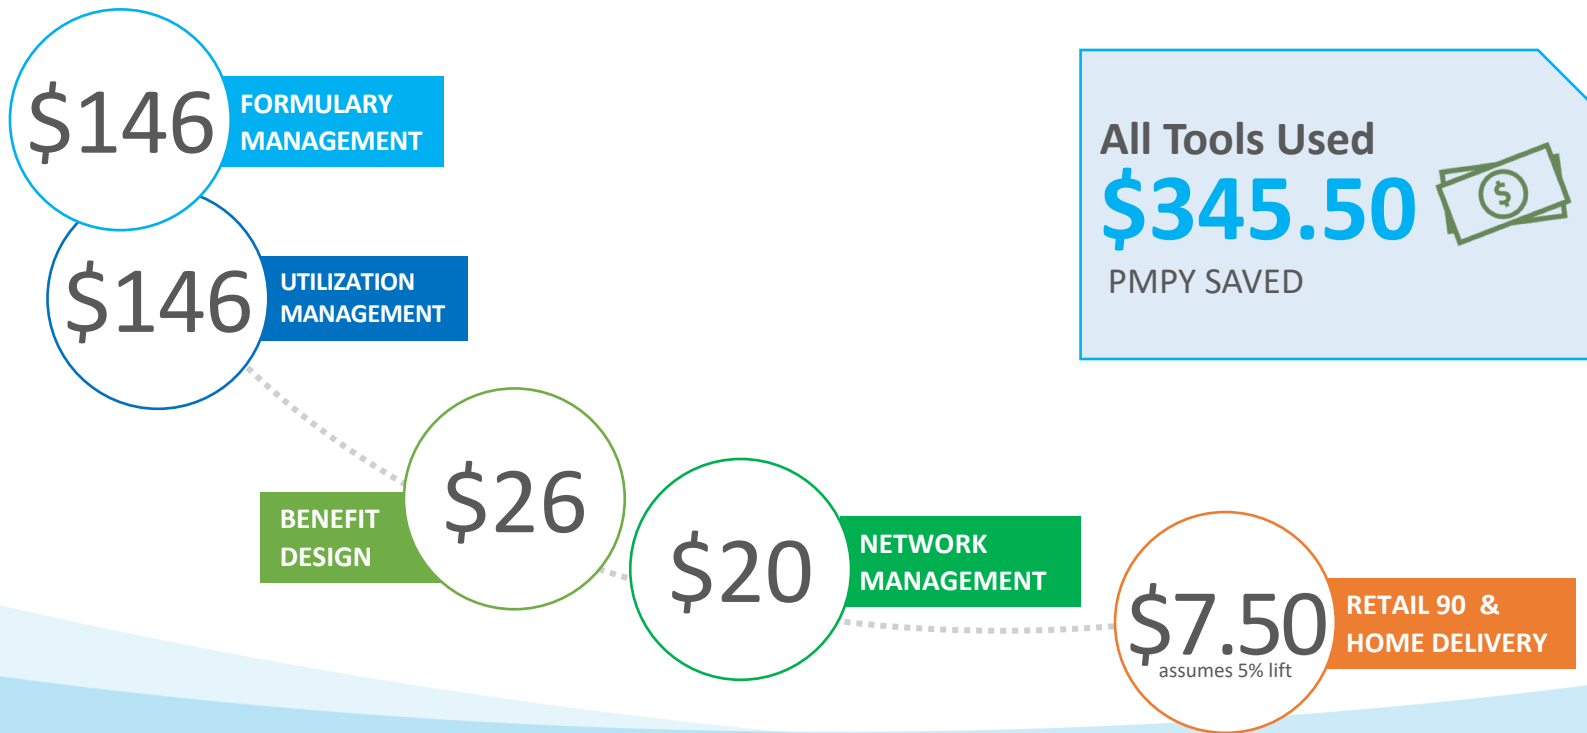 $146
FORMULARY
MANAGEMENT
$146
UTILIZATION
MANAGEMENT
$26
BENEFIT
DESIGN
$20
NETWORK
MANAGEMENT
$7.50
assumes 5% lift
RETAIL 90 &
HOME DELIVERY
All Tools Used
$345.50
$
PMPY SAVED